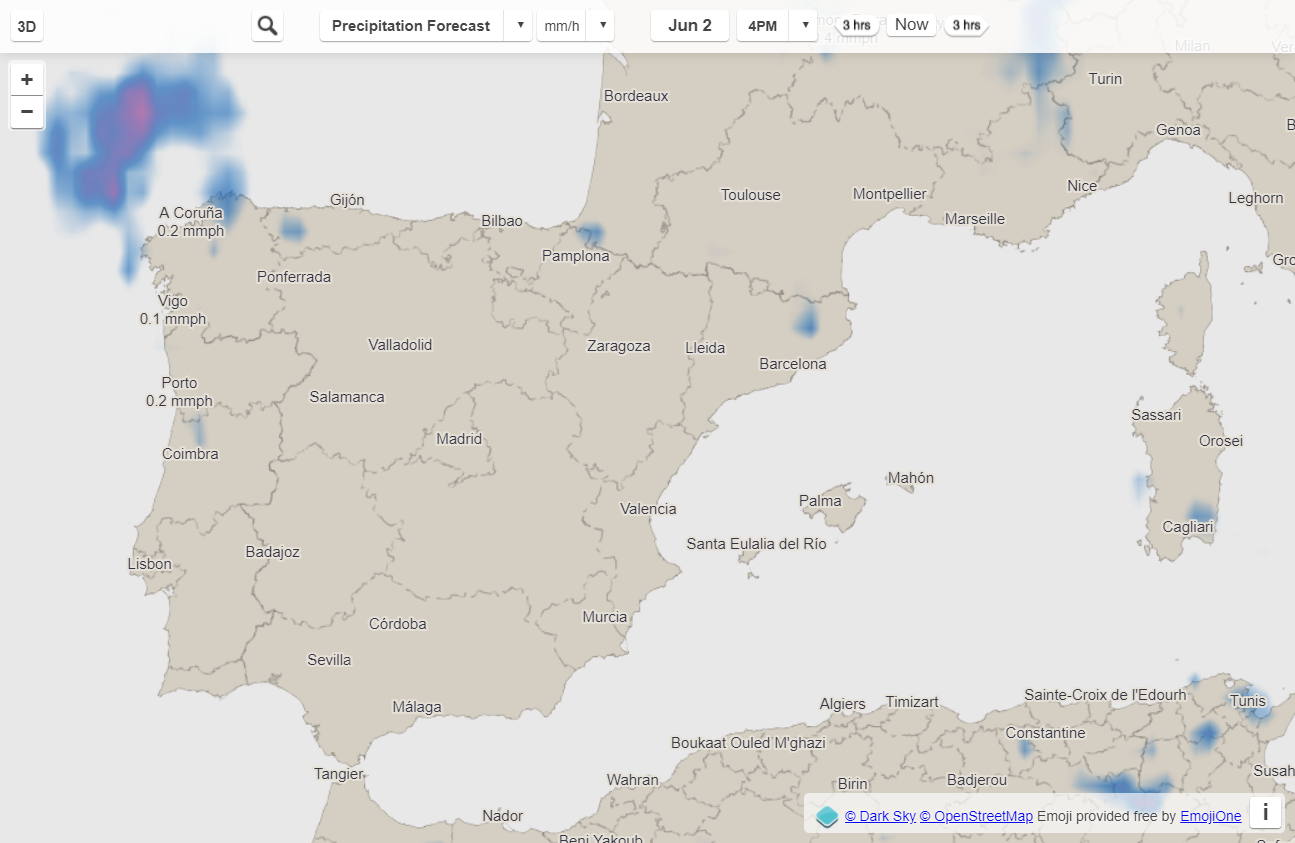 3D
Precipitation Forecast
mm/h
Jun 2
4PM
3 hrs
Now
3 hrs
4 mmph
Milan
+
−
Turin
Bordeaux
Genoa
Nice
Toulouse
Montpellier
Leghorn
Gijón
A Coruña
0.2 mmph
Bilbao
Marseille
Pamplona
Ponferrada
Vigo
0.1 mmph
Valladolid
Zaragoza
Lleida
Barcelona
Porto
0.2 mmph
Salamanca
Sassari
Madrid
Orosei
Coimbra
Mahón
Palma
Valencia
Cagliari
Santa Eulalia del Río
Badajoz
Lisbon
Murcia
Córdoba
Sevilla
Málaga
Algiers
Timizart
Sainte-Croix de l'Edourh
Tunis
Constantine
Boukaat Ouled M'ghazi
Tangier
Wahran
Birin
Badjerou
Susah
Nádor
© Dark Sky © OpenStreetMap Emoji provided free by EmojiOne
i
Beni Yakoub